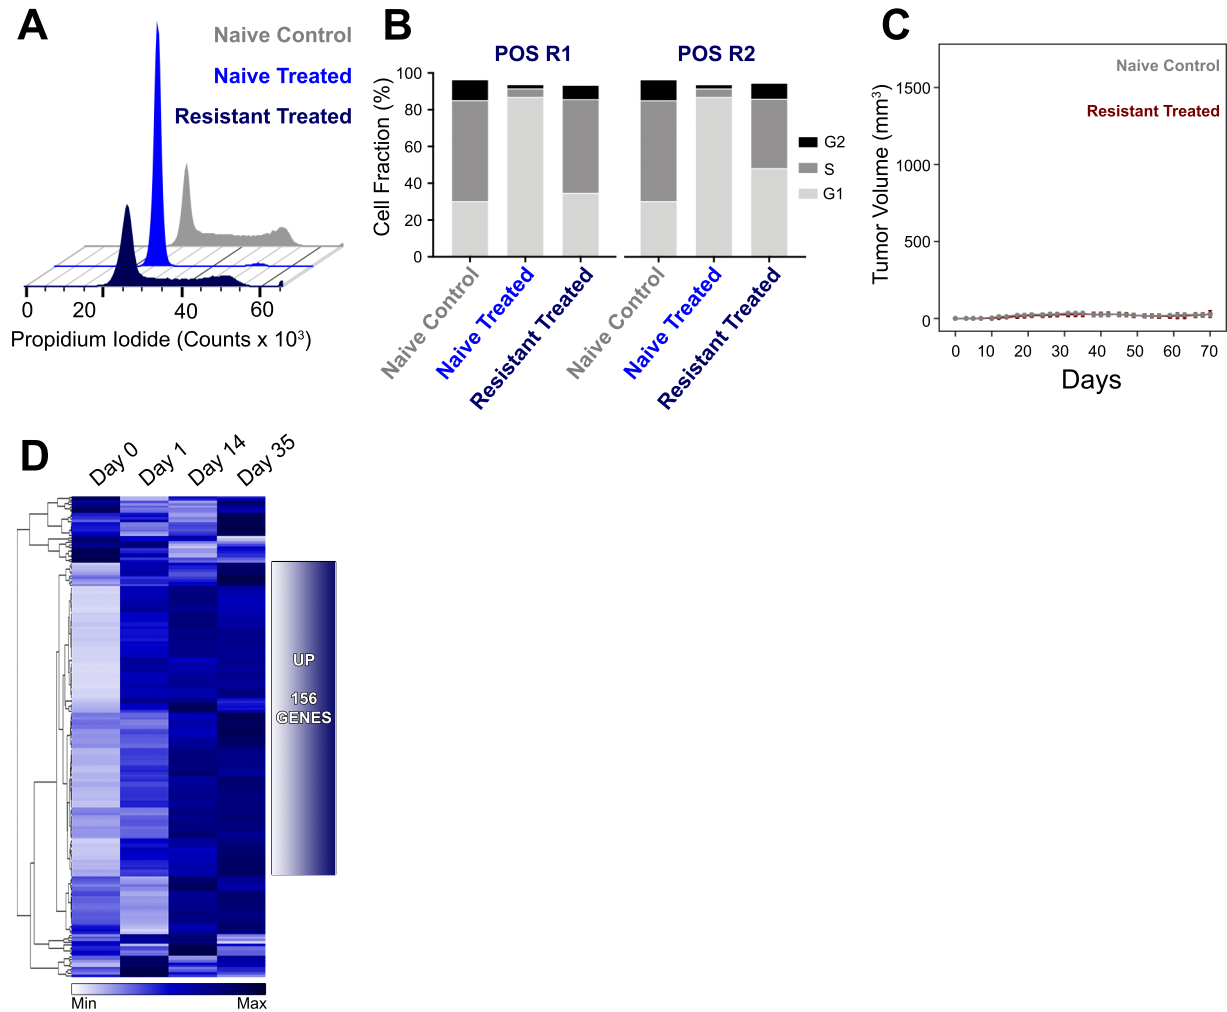 A
Naive Control
Naive Treated
Resistant Treated
0 20 40 60
Propidium Iodide (Counts x 10³)
B
POS R1 POS R2
Cell Fraction (%)
100
80
60
40
20
0
Naive Control
Naive Treated
Resistant Treated
Naive Control
Naive Treated
Resistant Treated
G2
S
G1
C
Naive Control
Resistant Treated
Tumor Volume (mm³)
1500
1000
500
0
0 10 20 30 40 50 60 70
Days
D
Day 0
Day 1
Day 14
Day 35
UP
156
GENES
Min Max